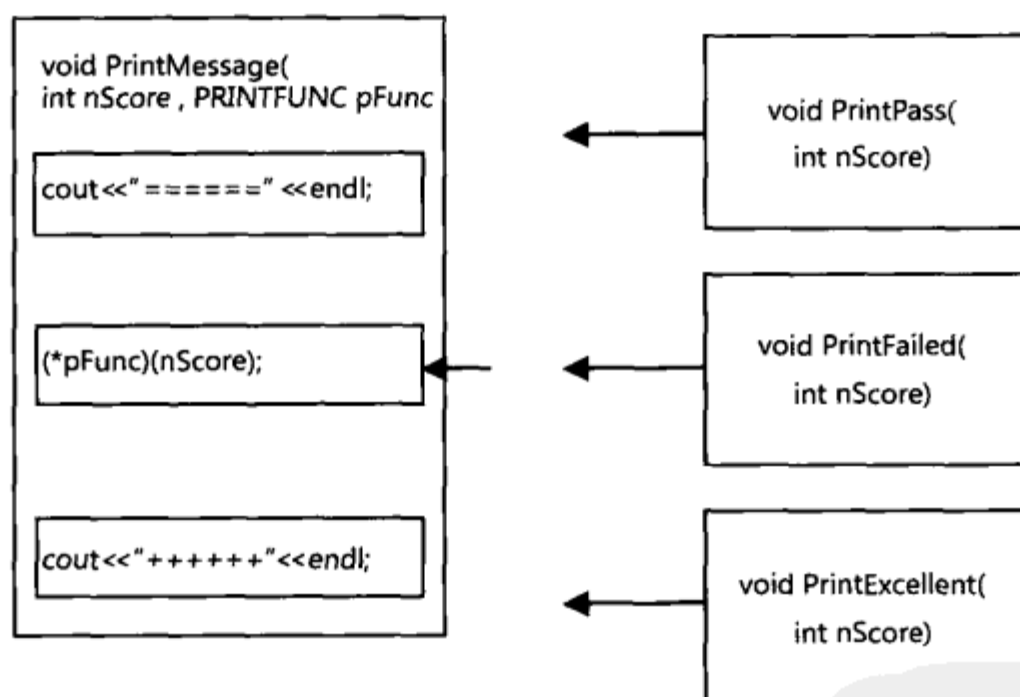 void PrintMessage(
int nScore , PRINTFUNC pFunc
cout<<"======" <<endl;
(*pFunc)(nScore);
cout<<"++++++"<<endl;
void PrintPass(
int nScore)
void PrintFailed(
int nScore)
void PrintExcellent(
int nScore)